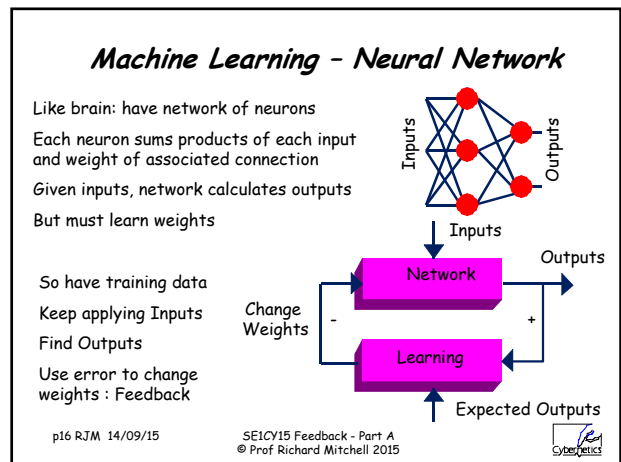 Machine Learning – Neural Network
Like brain: have network of neurons
Each neuron sums products of each input
and weight of associated connection
Given inputs, network calculates outputs
But must learn weights
Inputs
Outputs
So have training data
Keep applying Inputs
Find Outputs
Use error to change
weights : Feedback
Inputs
Network
Outputs
Change
Weights
-
+
Learning
Expected Outputs
p16 RJM 14/09/15
SE1CY15 Feedback - Part A
© Prof Richard Mitchell 2015
Cybernetics